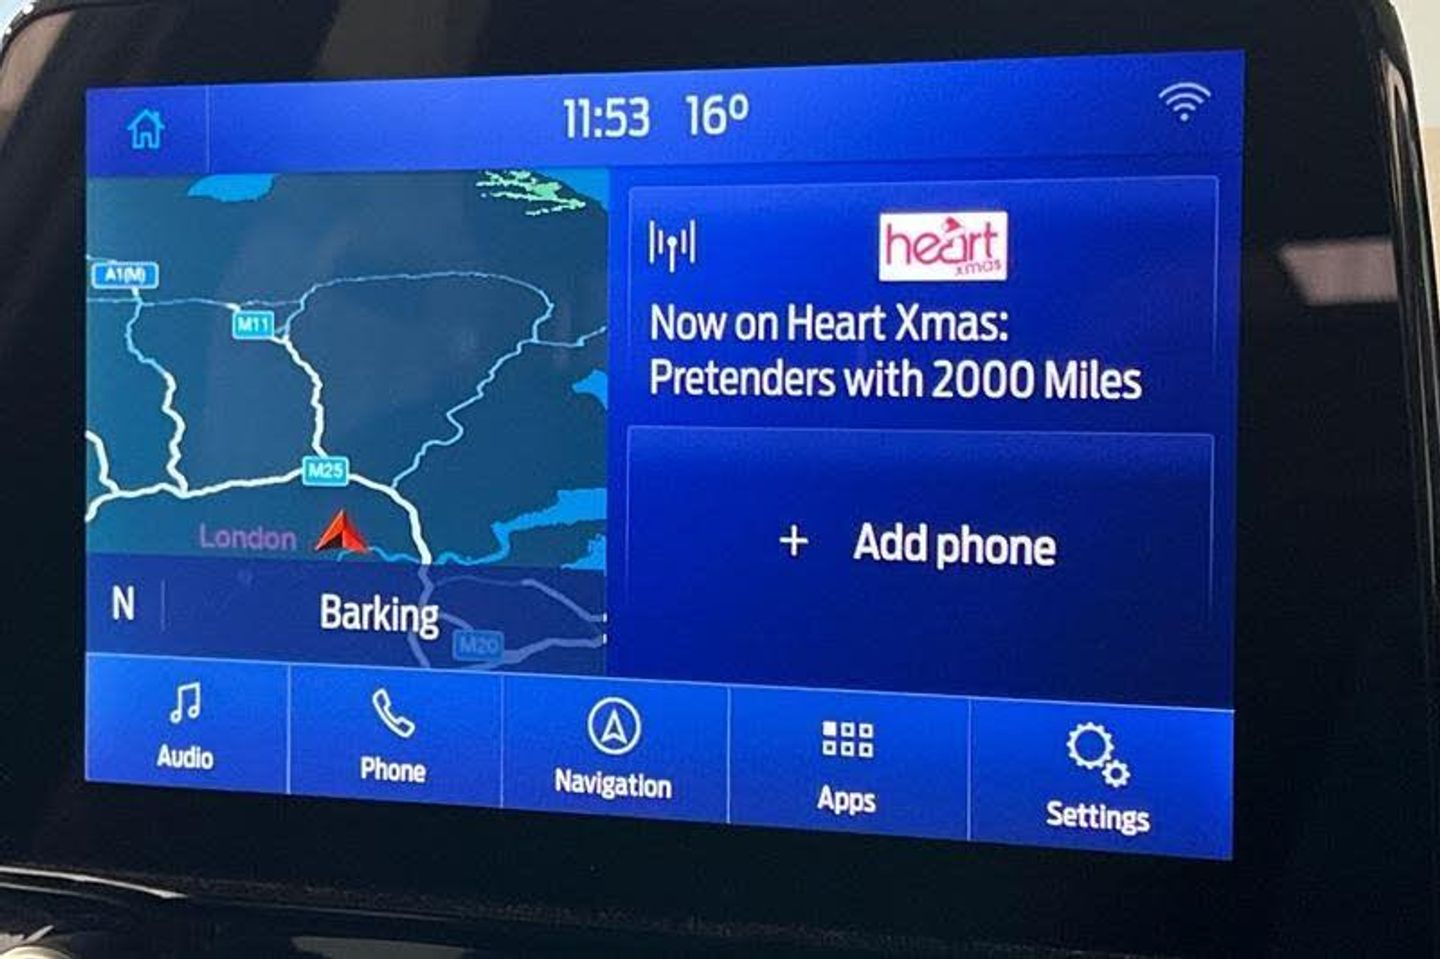 11:53 16º
A1(M)
M11
M25
London
N
Barking
M20
heart
xmas
Now on Heart Xmas:
Pretenders with 2000 Miles
+ Add phone
Audio
Phone
Navigation
Apps
Settings